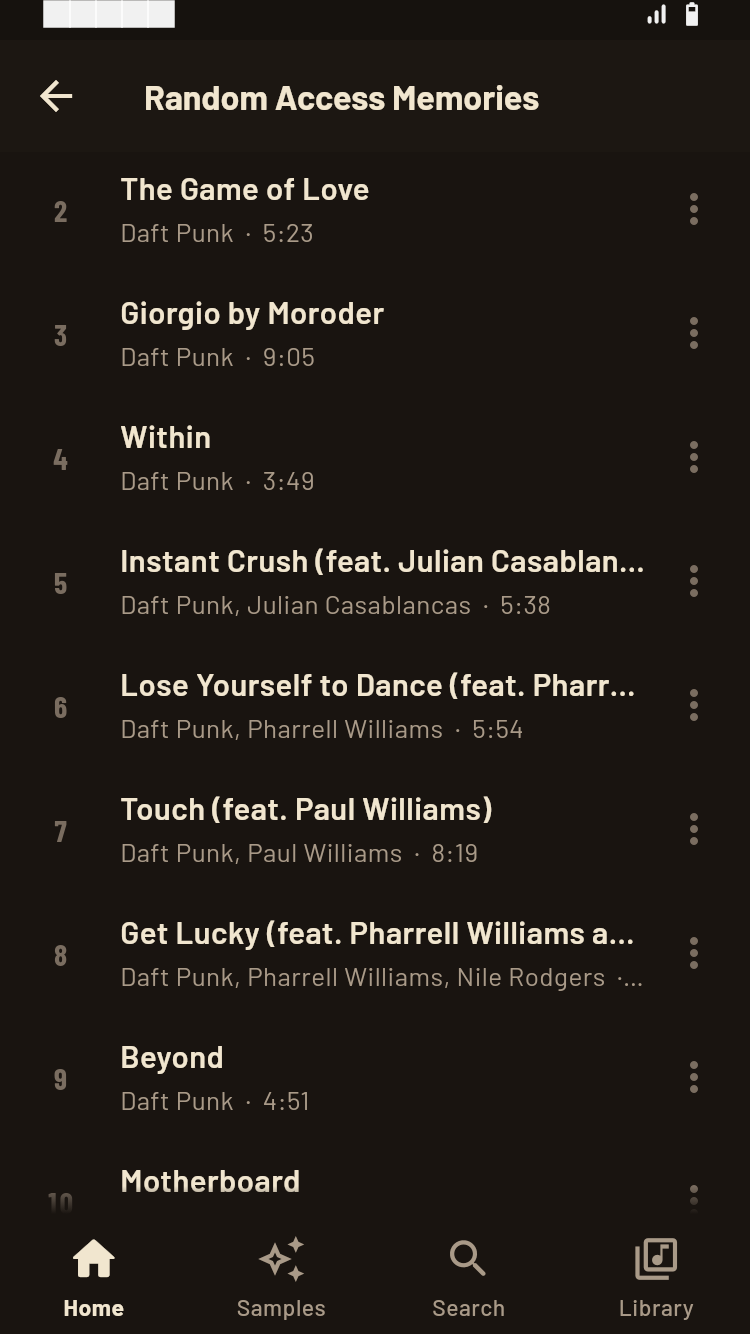 Random Access Memories
2
The Game of Love
Daft Punk · 5:23
3
Giorgio by Moroder
Daft Punk · 9:05
4
Within
Daft Punk · 3:49
5
Instant Crush (feat. Julian Casablan...
Daft Punk, Julian Casablancas · 5:38
6
Lose Yourself to Dance (feat. Pharr...
Daft Punk, Pharrell Williams · 5:54
7
Touch (feat. Paul Williams)
Daft Punk, Paul Williams · 8:19
8
Get Lucky (feat. Pharrell Williams a...
Daft Punk, Pharrell Williams, Nile Rodgers ·...
9
Beyond
Daft Punk · 4:51
10
Motherboard
Home
Samples
Search
Library